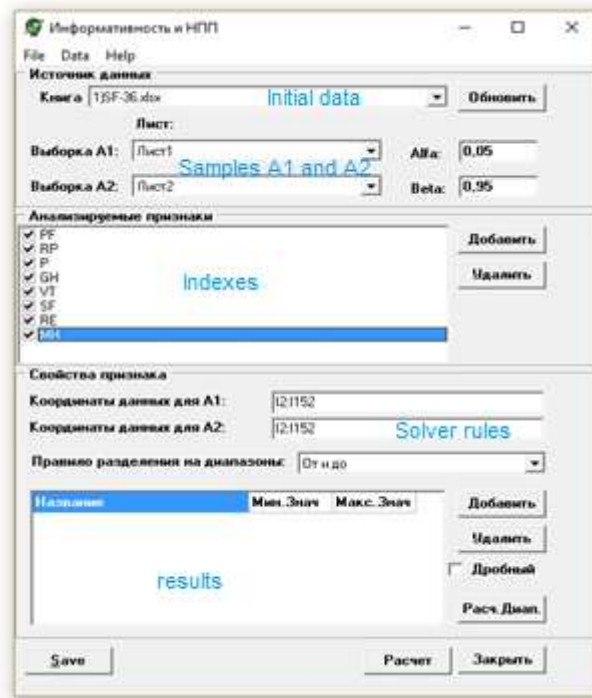 Информативность и НПП
File Data Help
Источник данных
Книга 1)SF-36.xlsx Initial data Обновить
Лист:
Выборка A1: Лист1 Alfa: 0,05
Samples A1 and A2
Выборка A2: Лист2 Beta: 0,95
Анализируемые признаки
PF
RP
P
GH
VT
SF
RE
MH
Indexes
Добавить
Удалить
Свойства признака
Координаты данных для A1: I2:I152
Координаты данных для A2: I2:I152
Solver rules
Правило разделения на диапазоны: От и до
Название Мин.Знач Макс.Знач
results
Добавить
Удалить
Дробный
Расч.Диап.
Save Расчет Закрыть